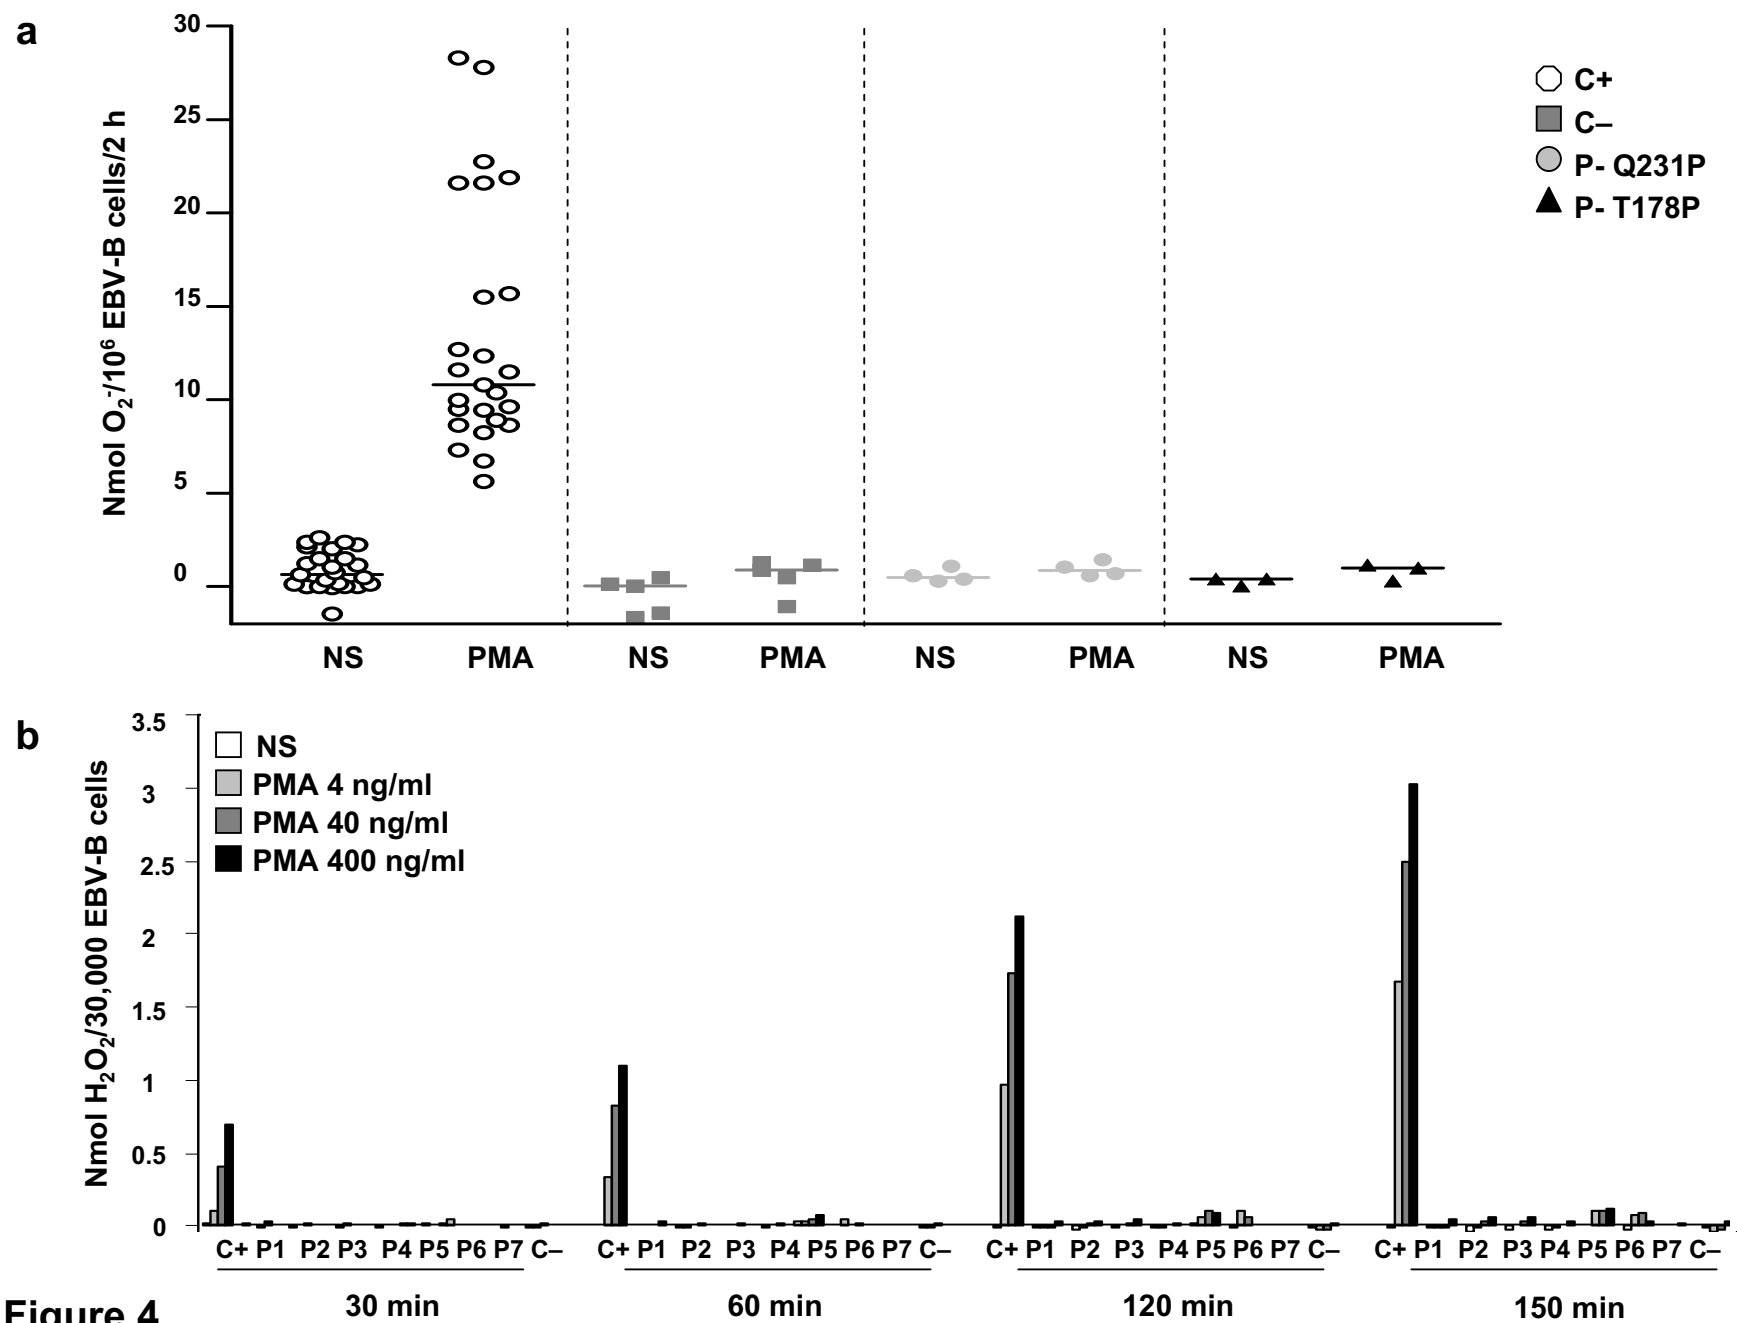 a
30
25
20
15
10
5
0
Nmol O₂⁻/10⁶ EBV-B cells/2 h
C+
C–
P- Q231P
P- T178P
NS PMA NS PMA NS PMA NS PMA
b
3.5
3
2.5
2
1.5
1
0.5
0
Nmol H₂O₂/30,000 EBV-B cells
NS
PMA 4 ng/ml
PMA 40 ng/ml
PMA 400 ng/ml
C+ P1 P2 P3 P4 P5 P6 P7 C– C+ P1 P2 P3 P4 P5 P6 P7 C– C+ P1 P2 P3 P4 P5 P6 P7 C– C+ P1 P2 P3 P4 P5 P6 P7 C–
30 min 60 min 120 min 150 min
Figure 4